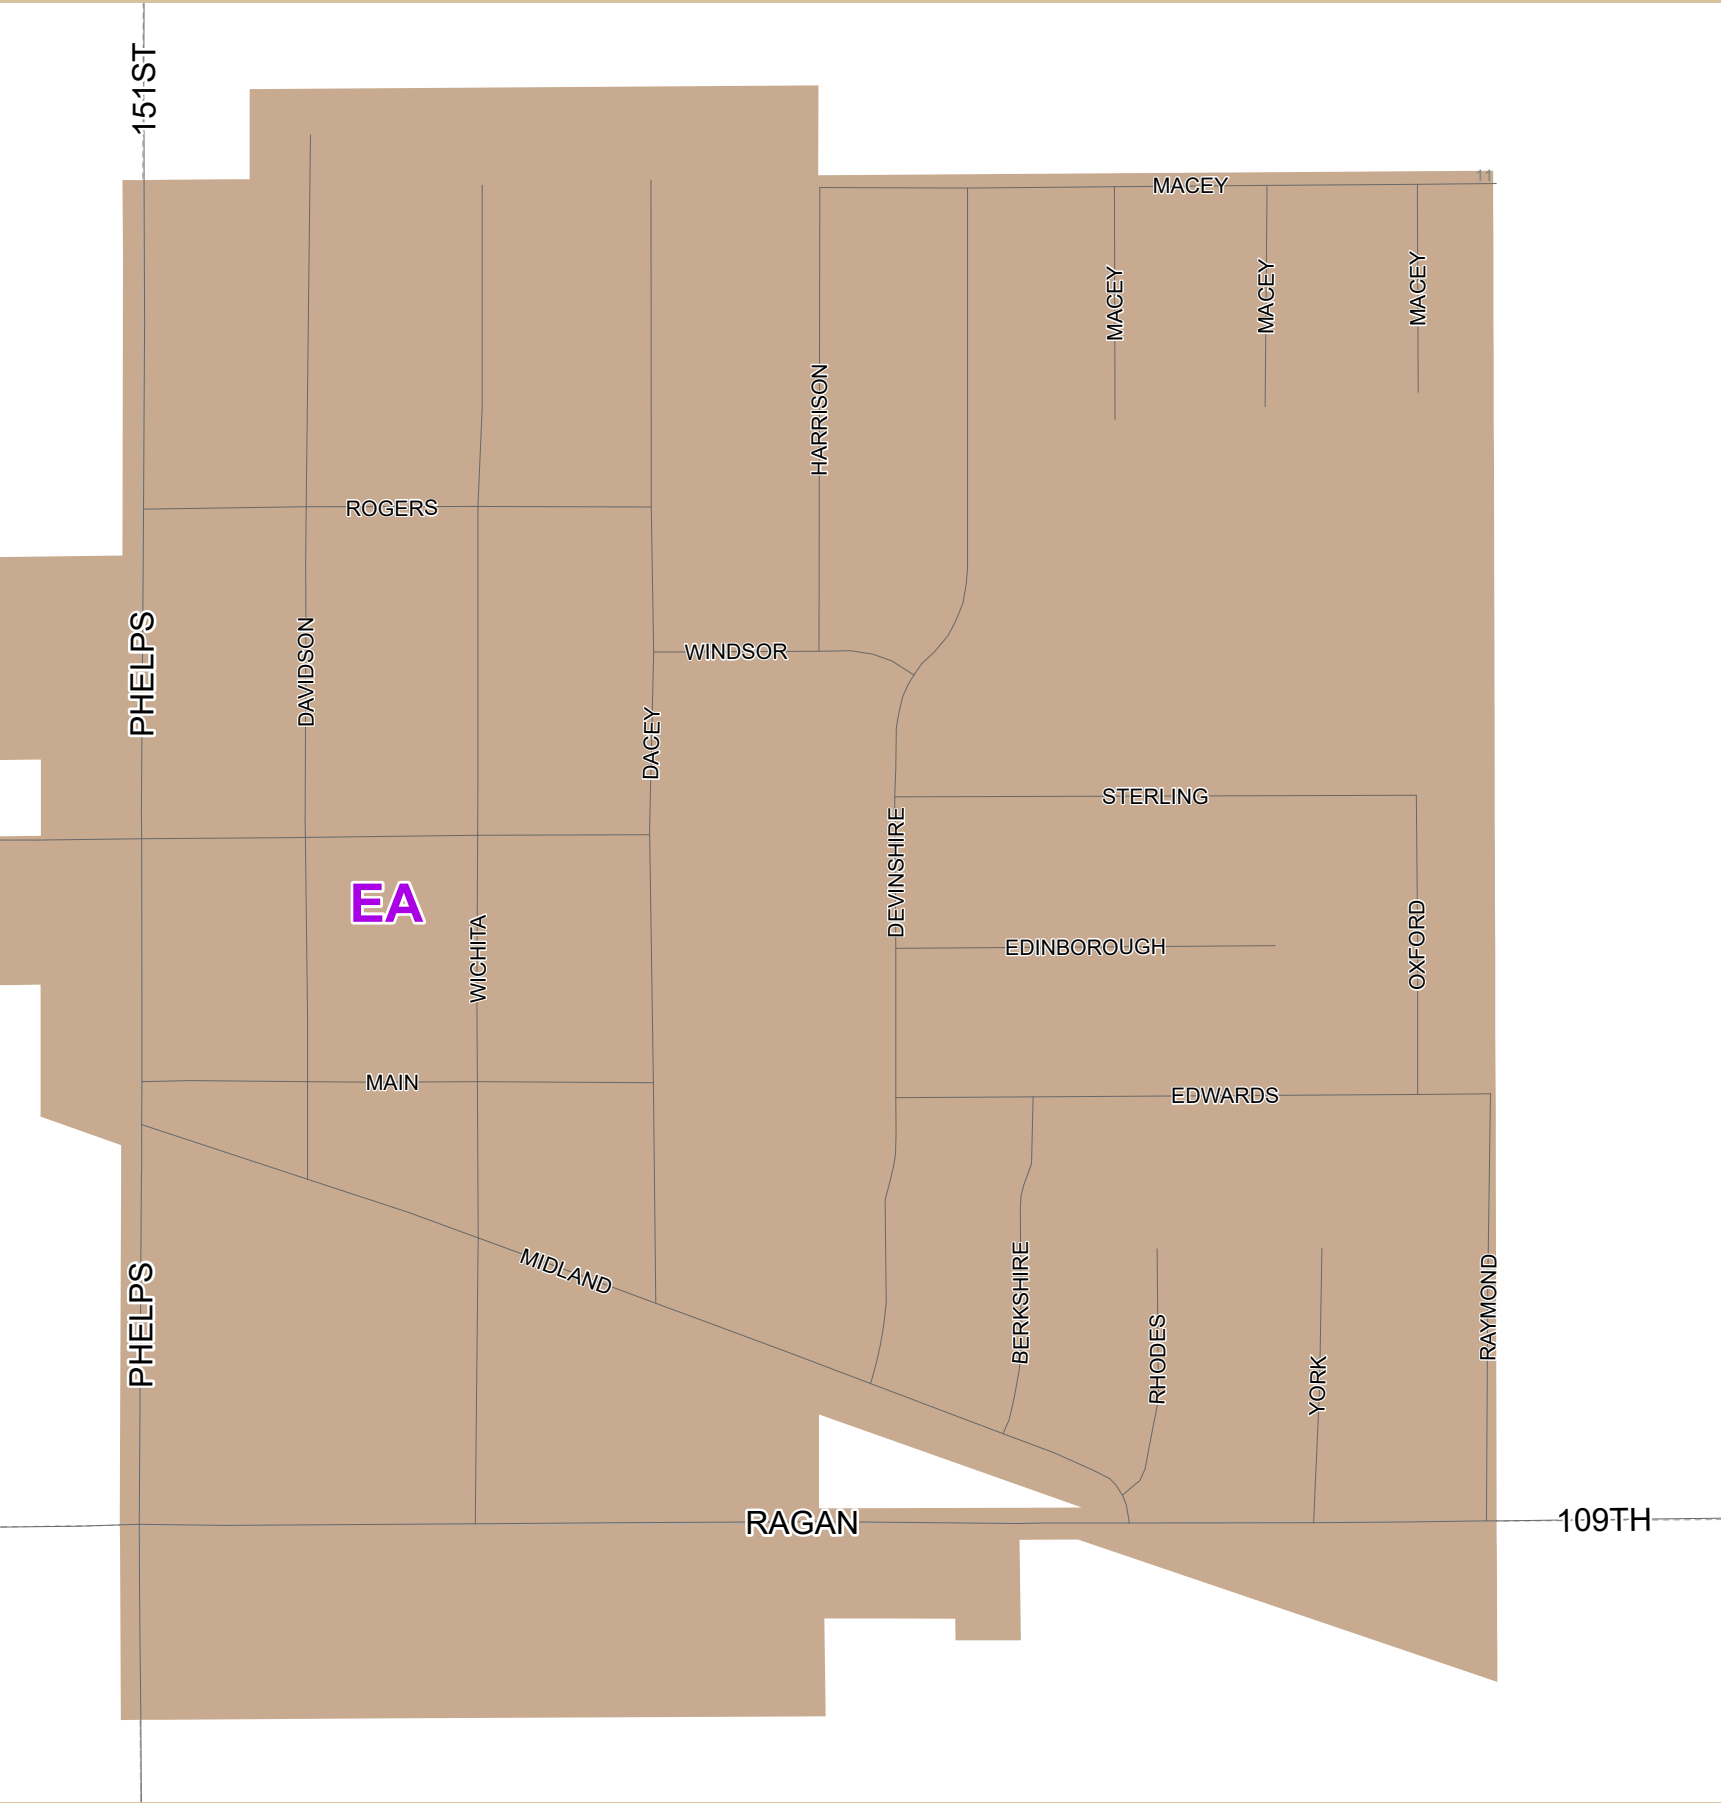 151ST
11
MACEY
MACEY
MACEY
MACEY
HARRISON
ROGERS
PHELPS
DAVIDSON
WINDSOR
DACEY
STERLING
DEVINSHIRE
EA
WICHITA
EDINBOROUGH
OXFORD
MAIN
EDWARDS
MIDLAND
PHELPS
BERKSHIRE
RHODES
YORK
RAYMOND
RAGAN
109TH